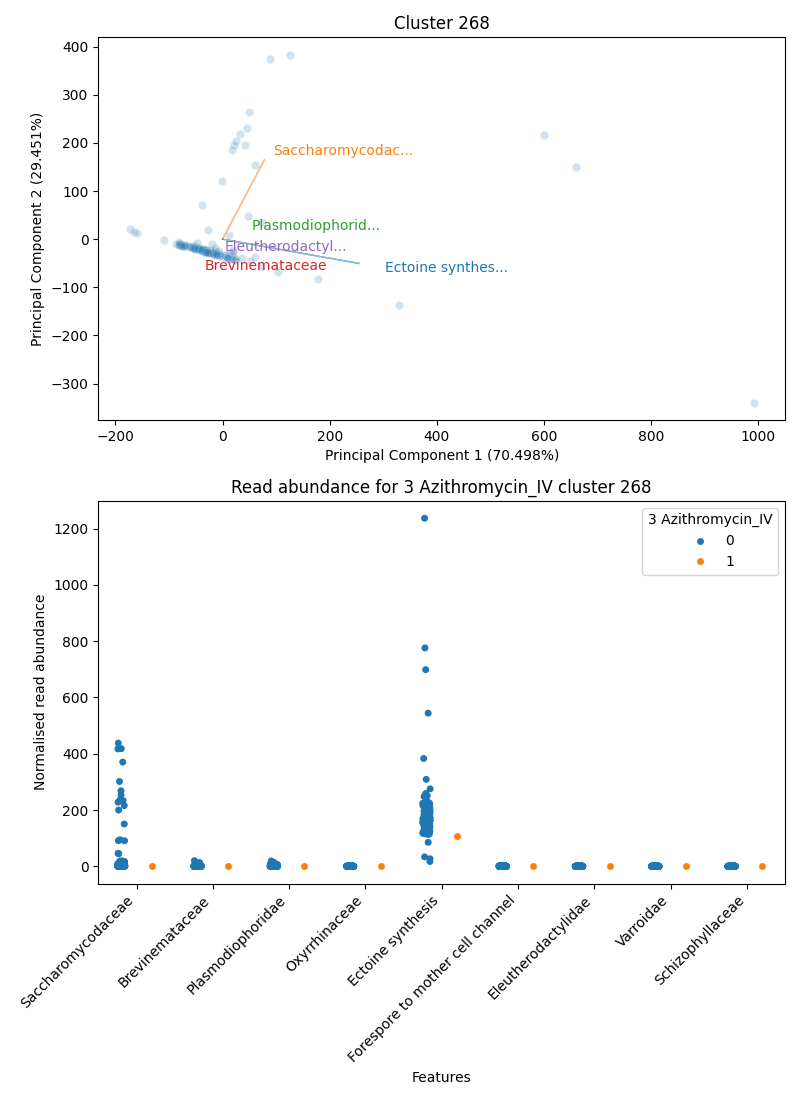 Cluster 268
400
300
200
100
0
−100
−200
−300
Principal Component 2 (29.451%)
Saccharomycodac...
Plasmodiophorid...
Eleutherodactyl...
Brevinemataceae
Ectoine synthes...
−200 0 200 400 600 800 1000
Principal Component 1 (70.498%)
Read abundance for 3 Azithromycin_IV cluster 268
1200
1000
800
600
400
200
0
Normalised read abundance
3 Azithromycin_IV
0
1
Saccharomycodaceae
Brevinemataceae
Plasmodiophoridae
Oxyrrhinaceae
Ectoine synthesis
Forespore to mother cell channel
Eleutherodactylidae
Varroidae
Schizophyllaceae
Features